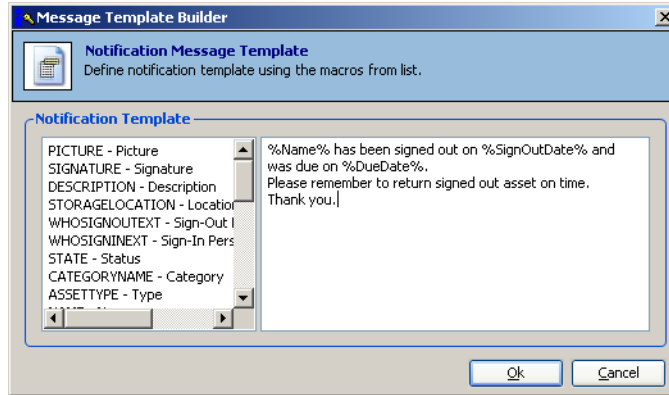 Message Template Builder
Notification Message Template
Define notification template using the macros from list.
Notification Template
PICTURE - Picture
SIGNATURE - Signature
DESCRIPTION - Description
STORAGELOCATION - Location
WHOSIGNOUTEXT - Sign-Out
WHOSIGNINEXT - Sign-In Pers
STATE - Status
CATEGORYNAME - Category
ASSETTYPE - Type
%Name% has been signed out on %SignOutDate% and
was due on %DueDate%.
Please remember to return signed out asset on time.
Thank you.
Ok
Cancel